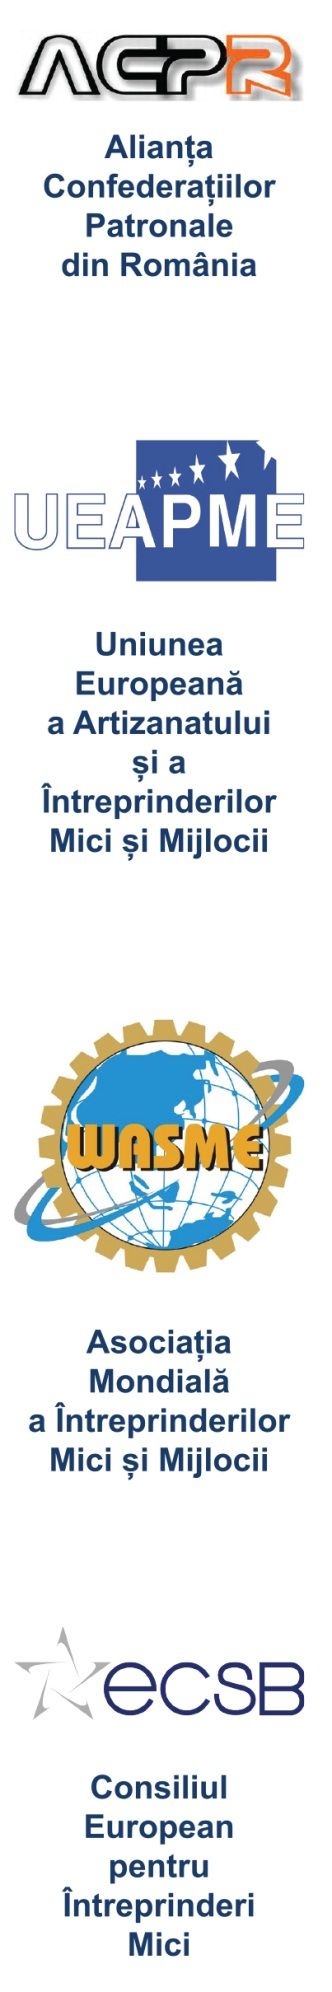 ACPR
Alianța
Confederațiilor
Patronale
din România
UEAPME
Uniunea
Europeană
a Artizanatului
și a
Întreprinderilor
Mici și Mijlocii
WASME
Asociația
Mondială
a Întreprinderilor
Mici și Mijlocii
ecsb
Consiliul
European
pentru
Întreprinderi
Mici